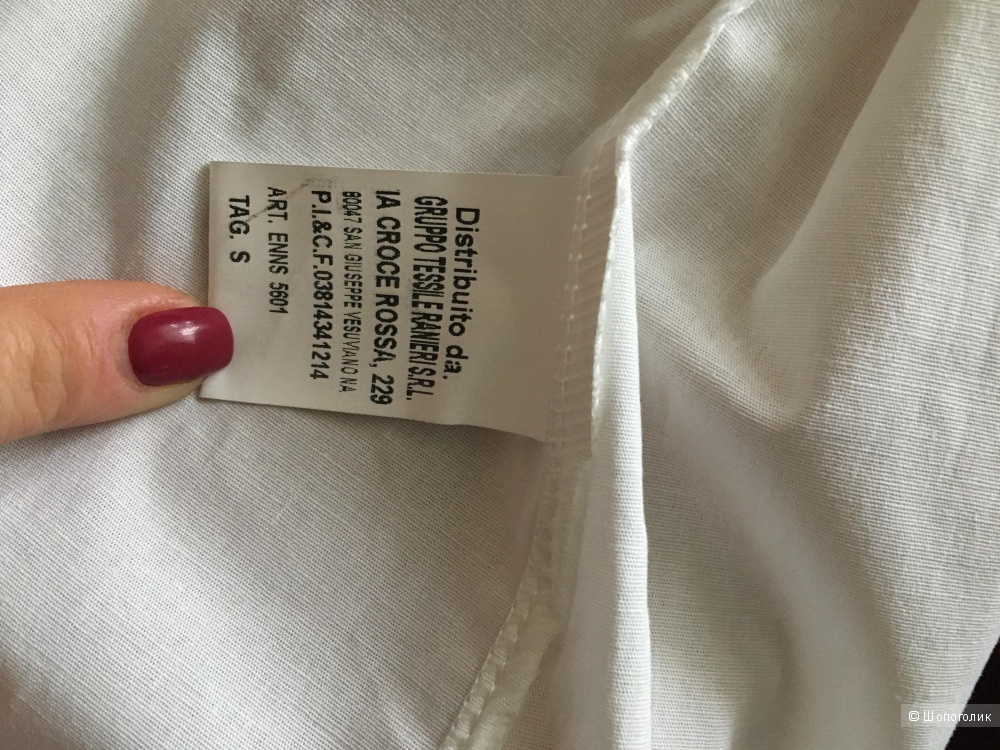 Distribuito da.
GRUPPO TESSILE RANIERI S.R.L.
IA CROCE ROSSA, 229
80047 SAN GIUSEPPE VESUVIANO NA
P.I.&C.F.03814341214
ART. ENNS 5601
TAG. S
© Шопоголик